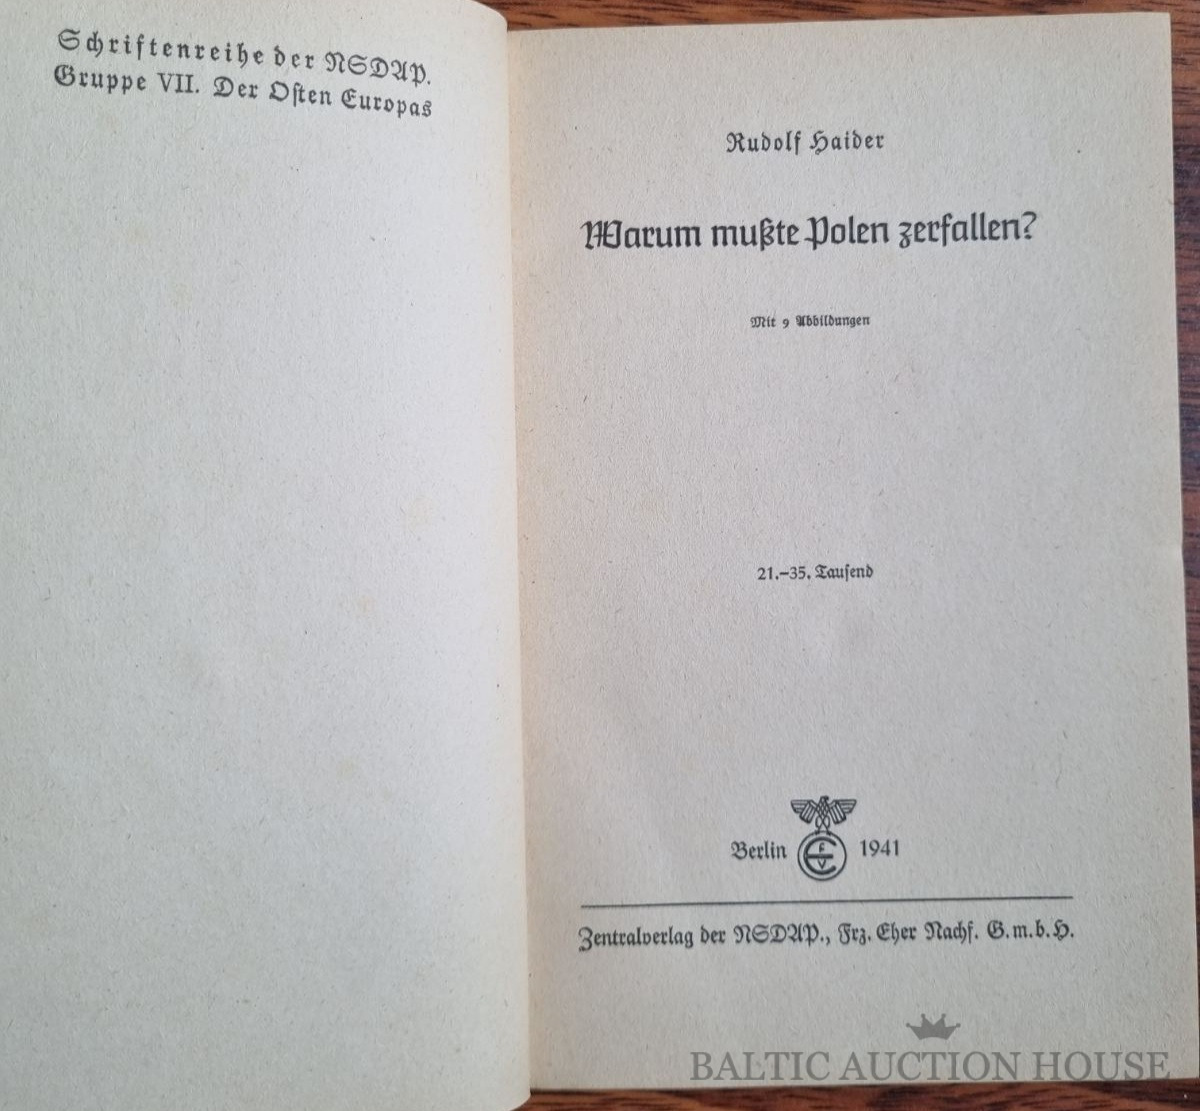 Schriftenreihe der NSDAP.
Gruppe VII. Der Osten Europas
Rudolf Haider
Warum mußte Polen zerfallen?
Mit 9 Abbildungen
21.–35. Tausend
Berlin 1941
Zentralverlag der NSDAP., Frz. Eher Nachf. G.m.b.H.
BALTIC AUCTION HOUSE